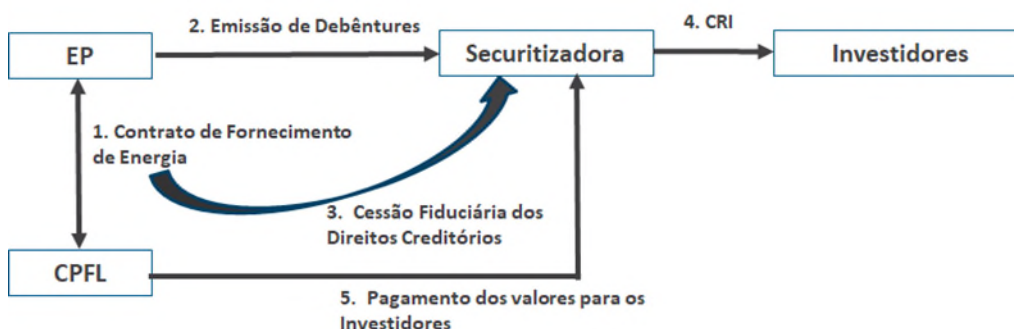 2. Emissão de Debêntures
4. CRI
EP
Securitizadora
Investidores
1. Contrato de Fornecimento
de Energia
3. Cessão Fiduciária dos
Direitos Creditórios
CPFL
5. Pagamento dos valores para os
Investidores